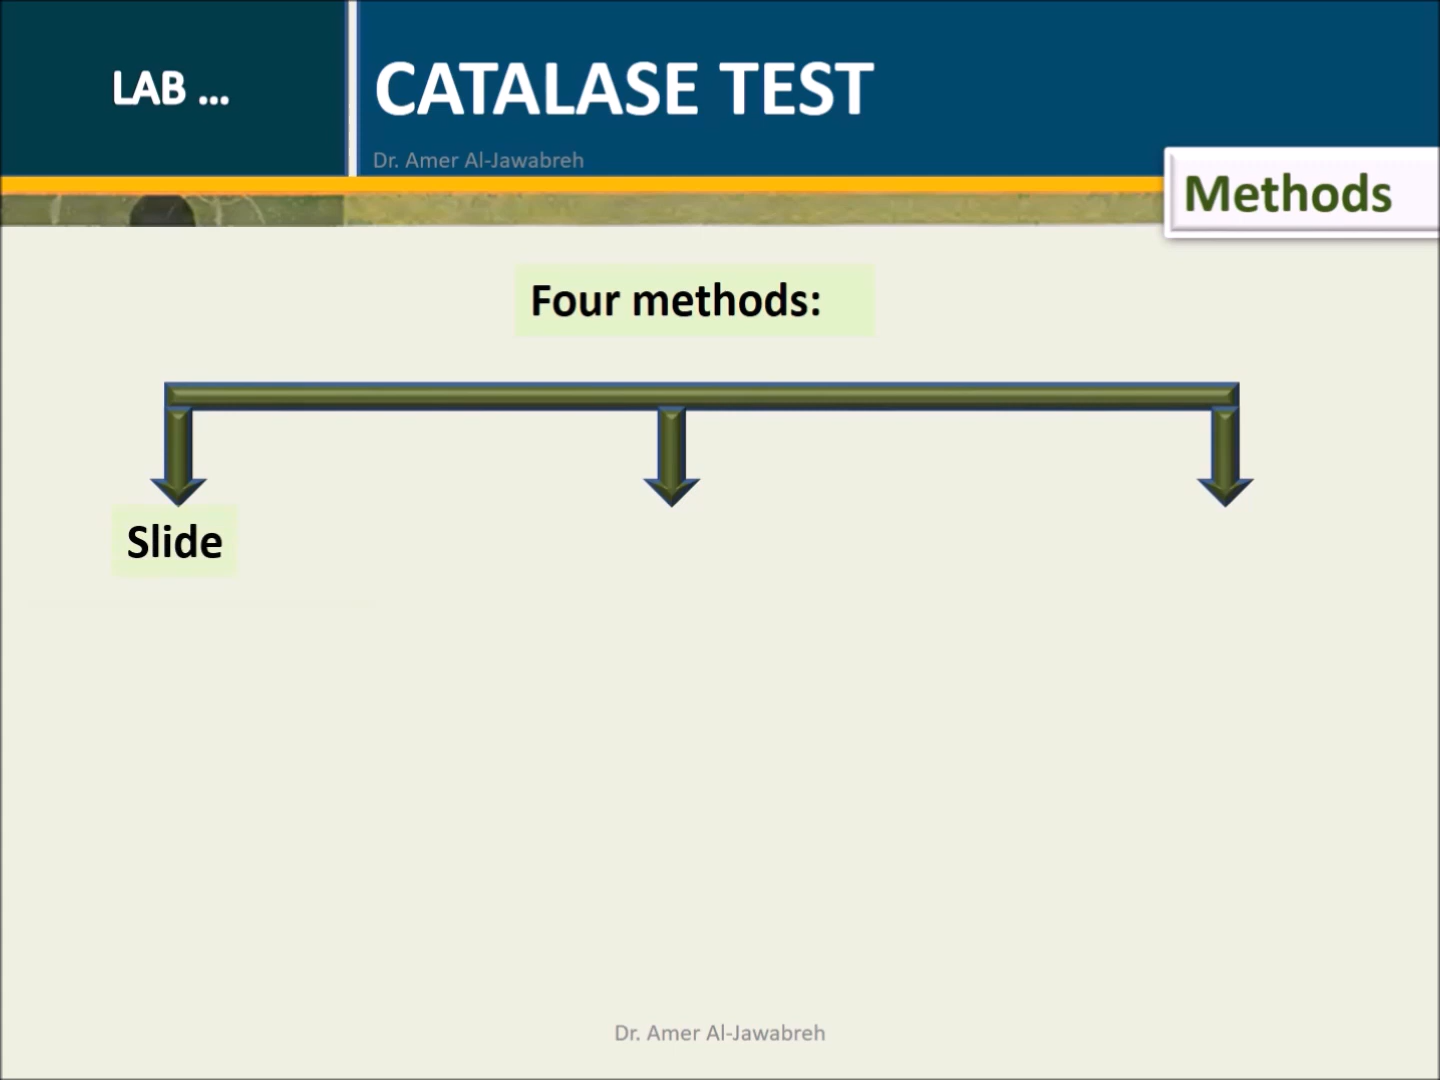 LAB ...
CATALASE TEST
Dr. Amer Al-Jawabreh
Methods
Four methods:
Slide
Dr. Amer Al-Jawabreh